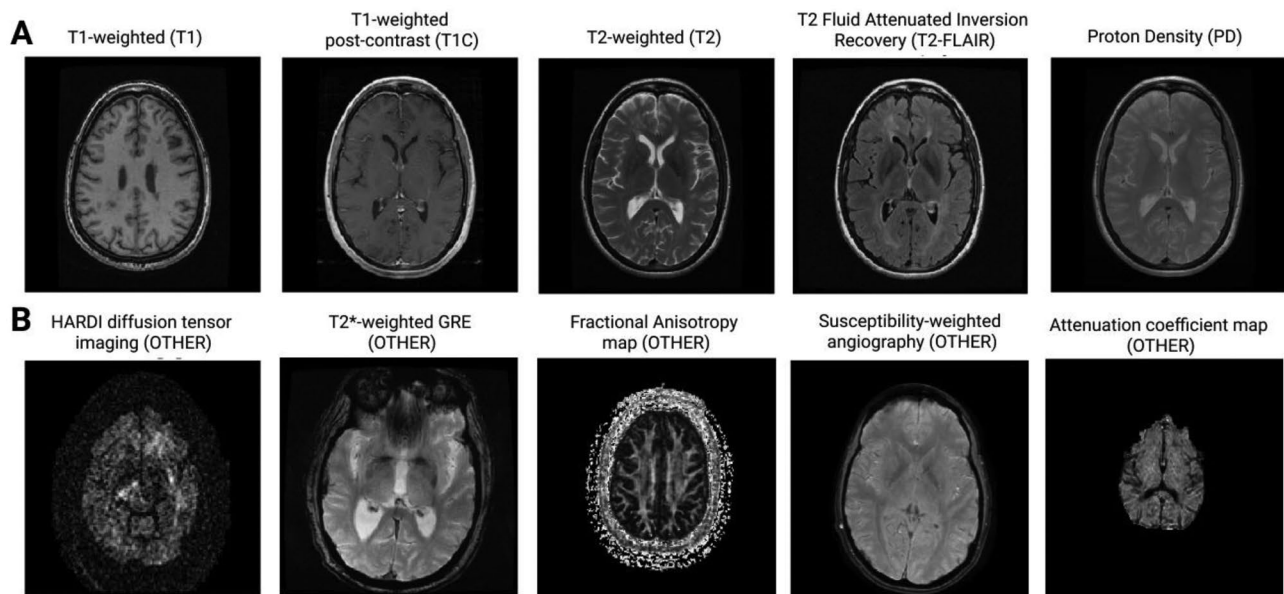 A
T1-weighted (T1)
T1-weighted
post-contrast (T1C)
T2-weighted (T2)
T2 Fluid Attenuated Inversion
Recovery (T2-FLAIR)
Proton Density (PD)
B
HARDI diffusion tensor
imaging (OTHER)
T2*-weighted GRE
(OTHER)
Fractional Anisotropy
map (OTHER)
Susceptibility-weighted
angiography (OTHER)
Attenuation coefficient map
(OTHER)